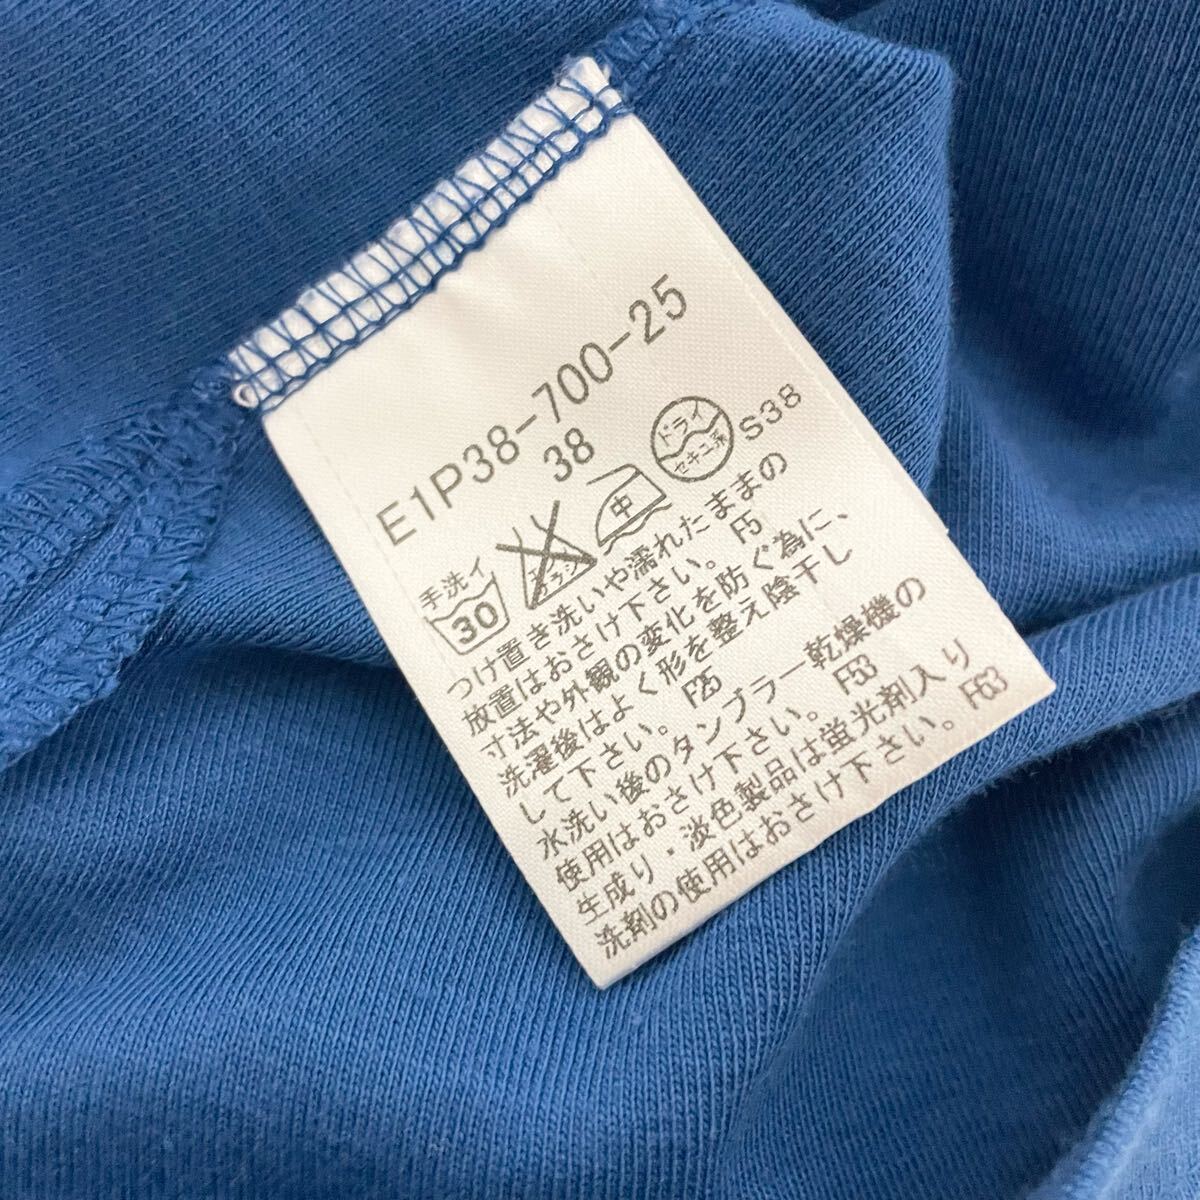 E1P38-700-25
38
手洗イ
30
エンソサラシ
中
ドライ
セキユ系
S38
つけ置き洗いや濡れたままの
放置はおさけ下さい。 F5
寸法や外観の変化を防ぐ為に、
洗濯後はよく形を整え陰干し
して下さい。 F25
水洗い後のタンブラー乾燥機の
使用はおさけ下さい。 F53
生成り・淡色製品は蛍光剤入り
洗剤の使用はおさけ下さい。 F63